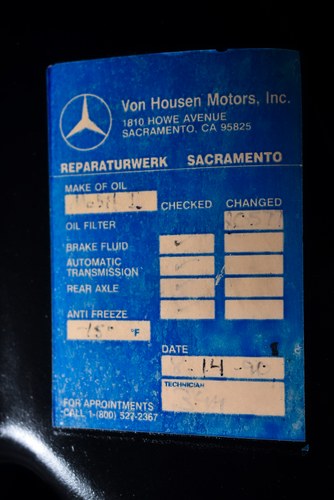 Von Housen Motors, Inc.
1810 HOWE AVENUE
SACRAMENTO, CA 95825
REPARATURWERK SACRAMENTO
MAKE OF OIL
CHECKED CHANGED
OIL FILTER
BRAKE FLUID
AUTOMATIC
TRANSMISSION
REAR AXLE
ANTI FREEZE
°F
DATE
14
TECHNICIAN
FOR APPOINTMENTS
CALL 1-(800) 527-2367